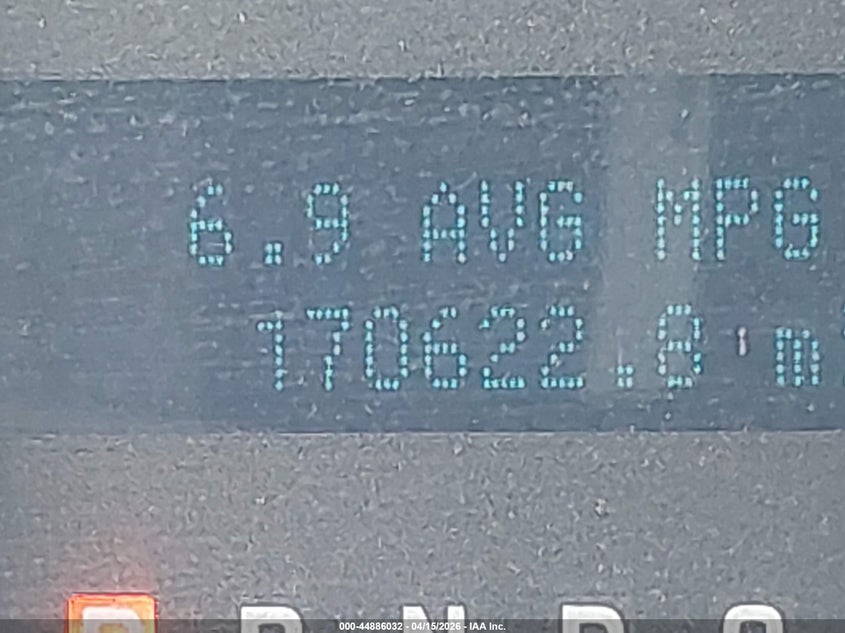 6.9 AVG MPG
170622.8 m
P R N D
000-44886032 - 04/15/2026 - IAA Inc.